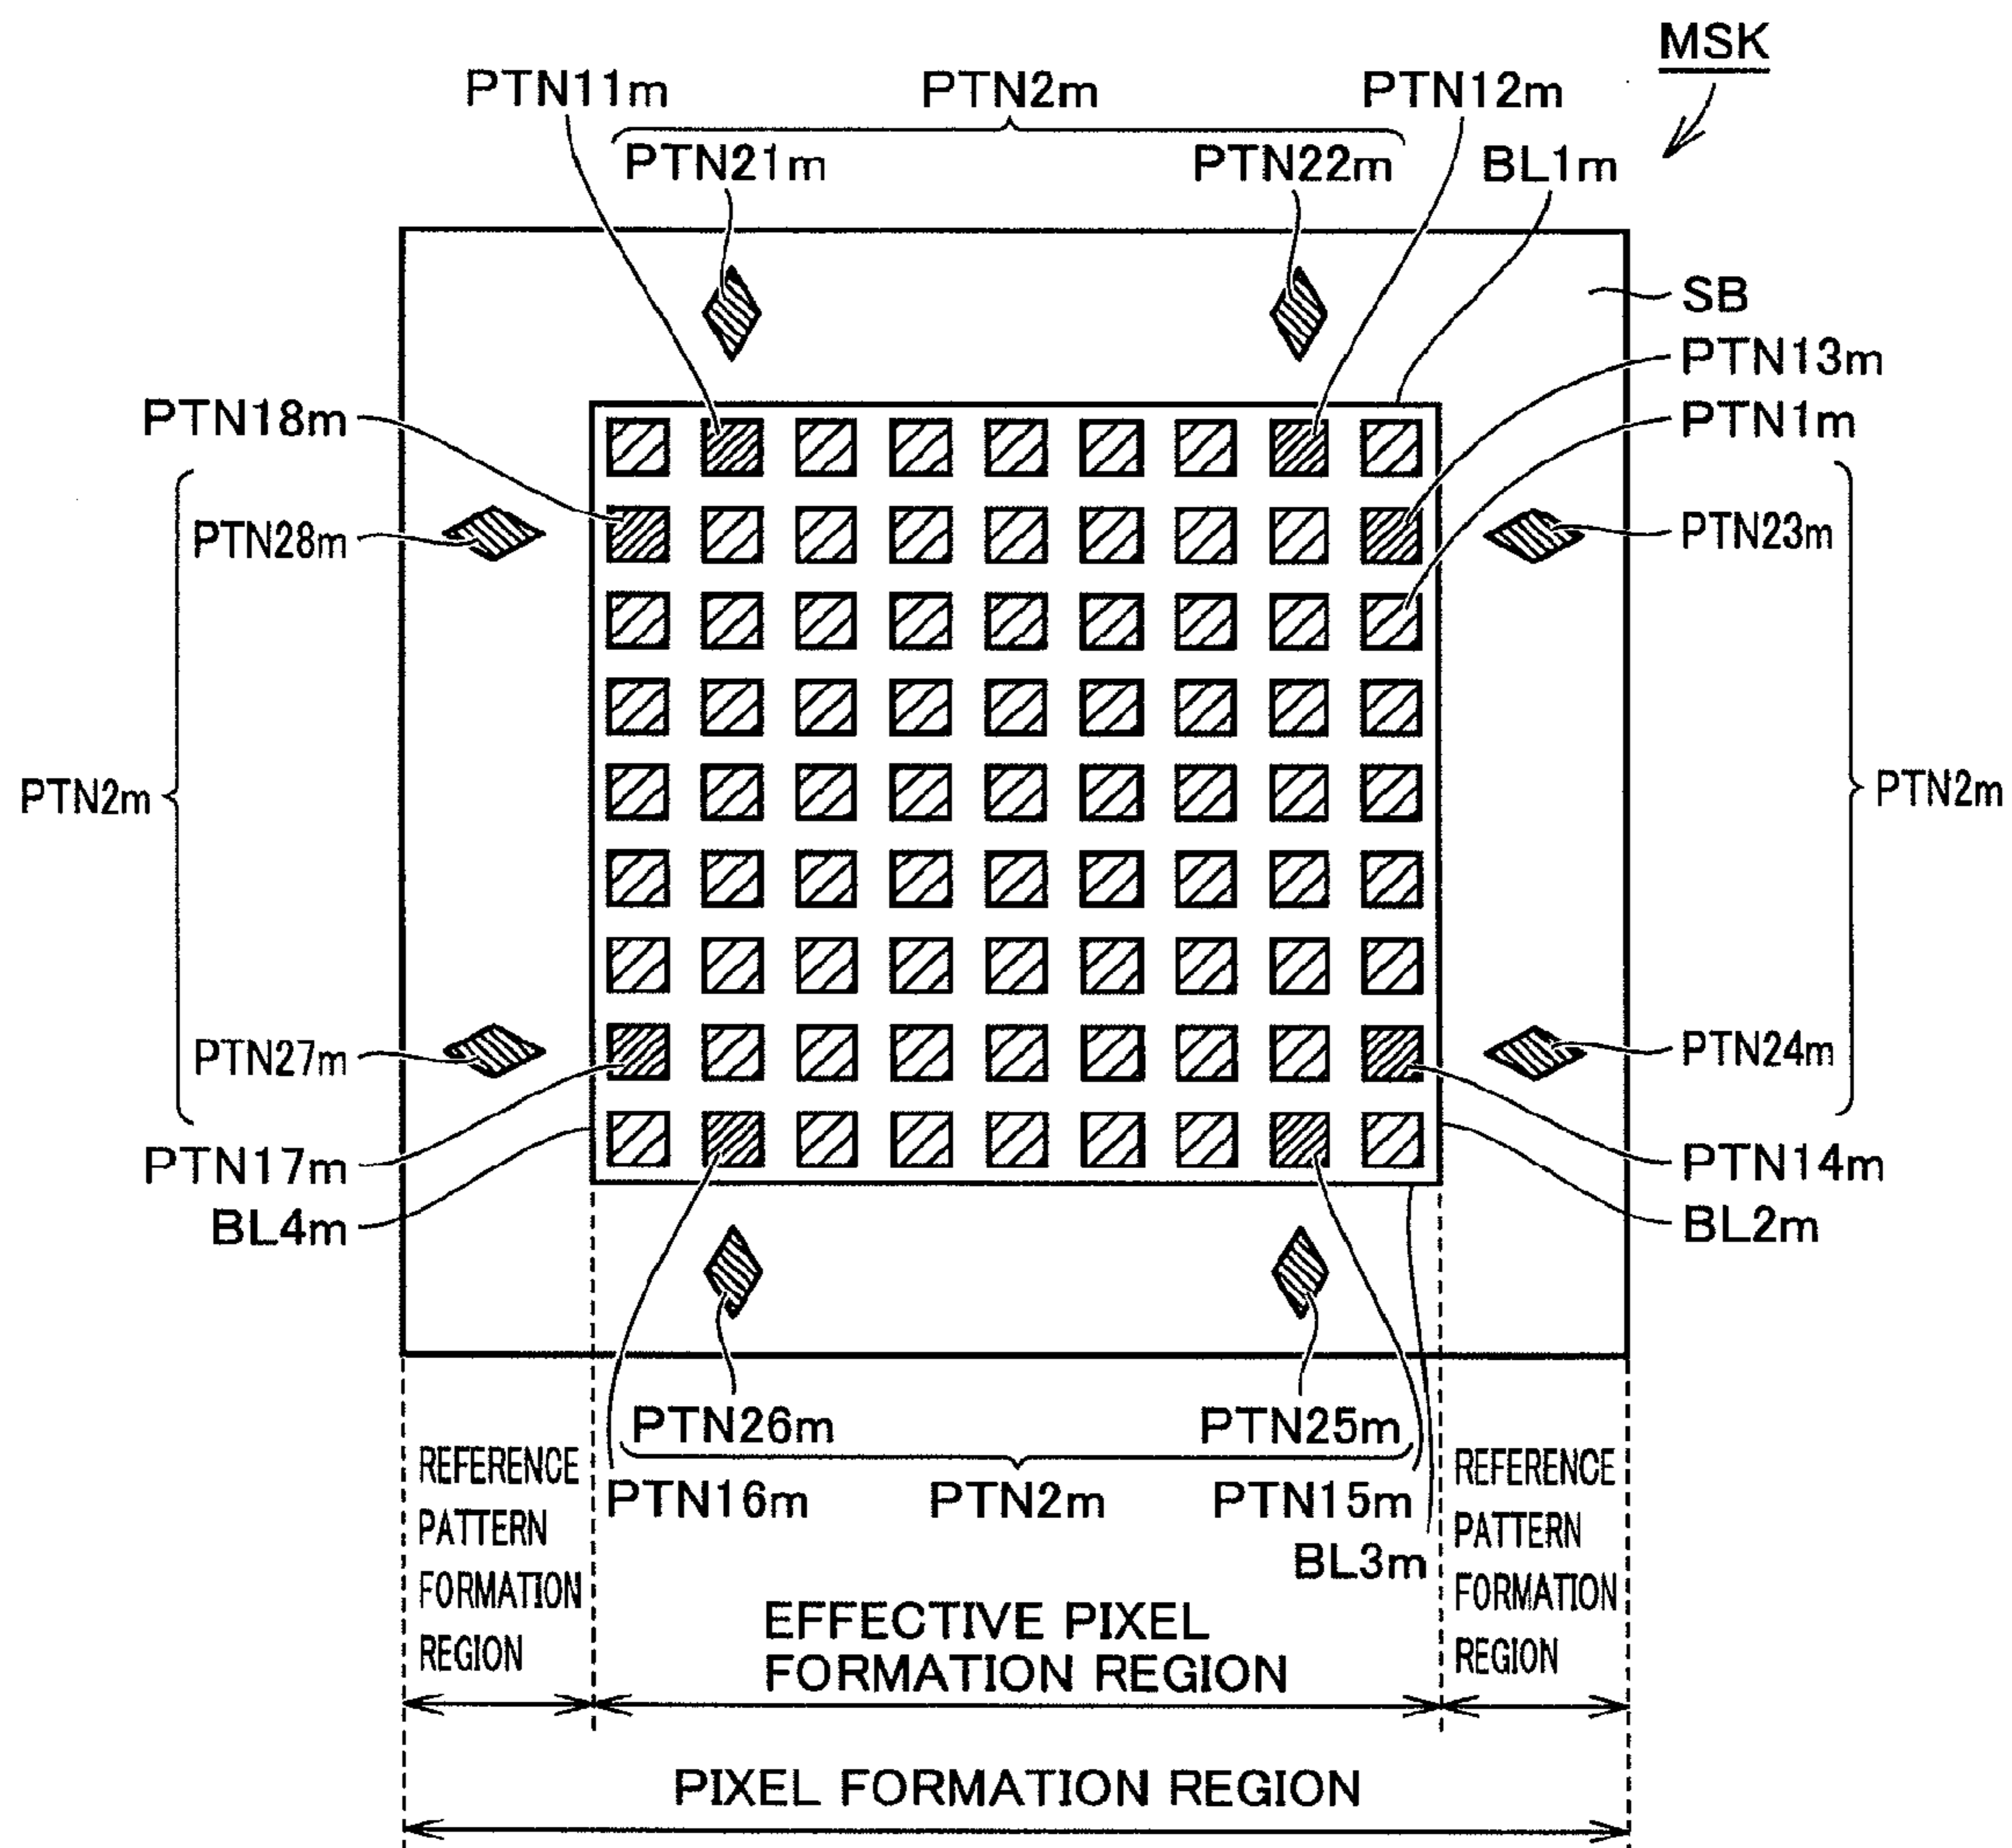 MSK
PTN11m
PTN2m
PTN12m
PTN21m
PTN22m
BL1m
SB
PTN13m
PTN18m
PTN1m
PTN28m
PTN23m
PTN2m
PTN2m
PTN27m
PTN24m
PTN17m
PTN14m
BL4m
BL2m
PTN26m
PTN25m
PTN16m
PTN2m
PTN15m
BL3m
REFERENCE
PATTERN
FORMATION
REGION
EFFECTIVE PIXEL
FORMATION REGION
REFERENCE
PATTERN
FORMATION
REGION
PIXEL FORMATION REGION